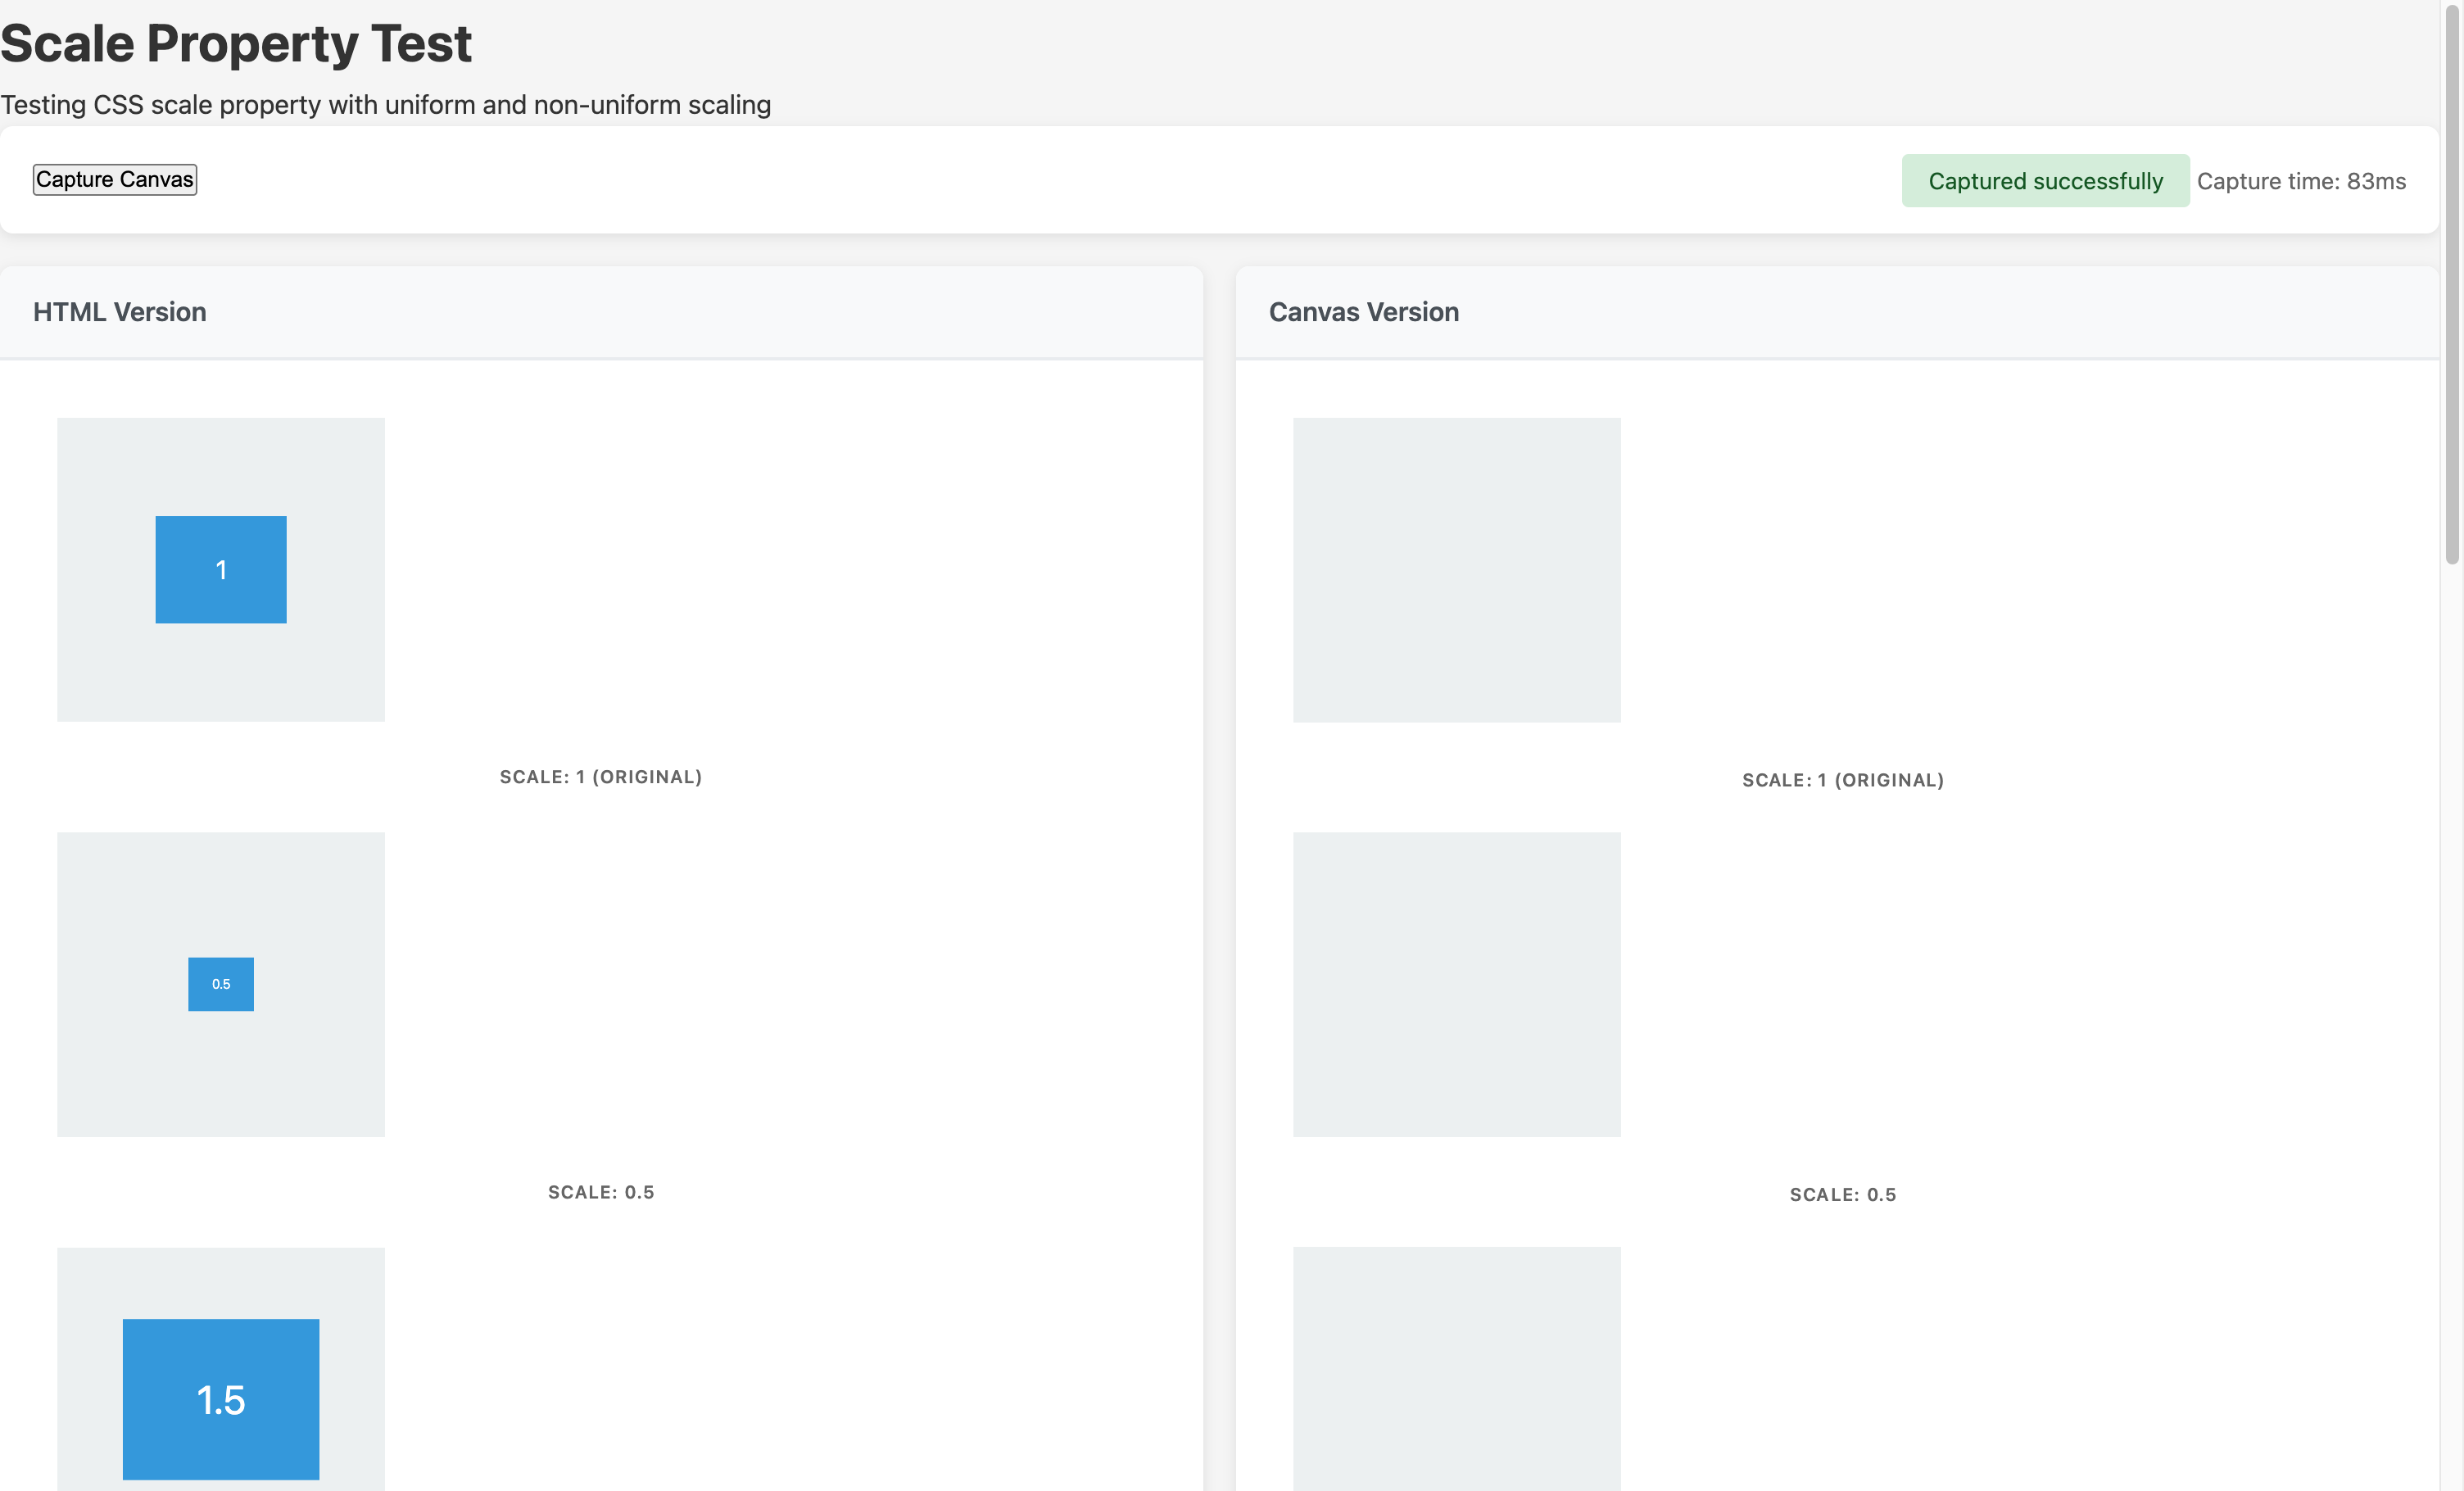 Scale Property Test
Testing CSS scale property with uniform and non-uniform scaling
Capture Canvas
Captured successfully Capture time: 83ms
HTML Version
1
SCALE: 1 (ORIGINAL)
0.5
SCALE: 0.5
1.5
Canvas Version
SCALE: 1 (ORIGINAL)
SCALE: 0.5